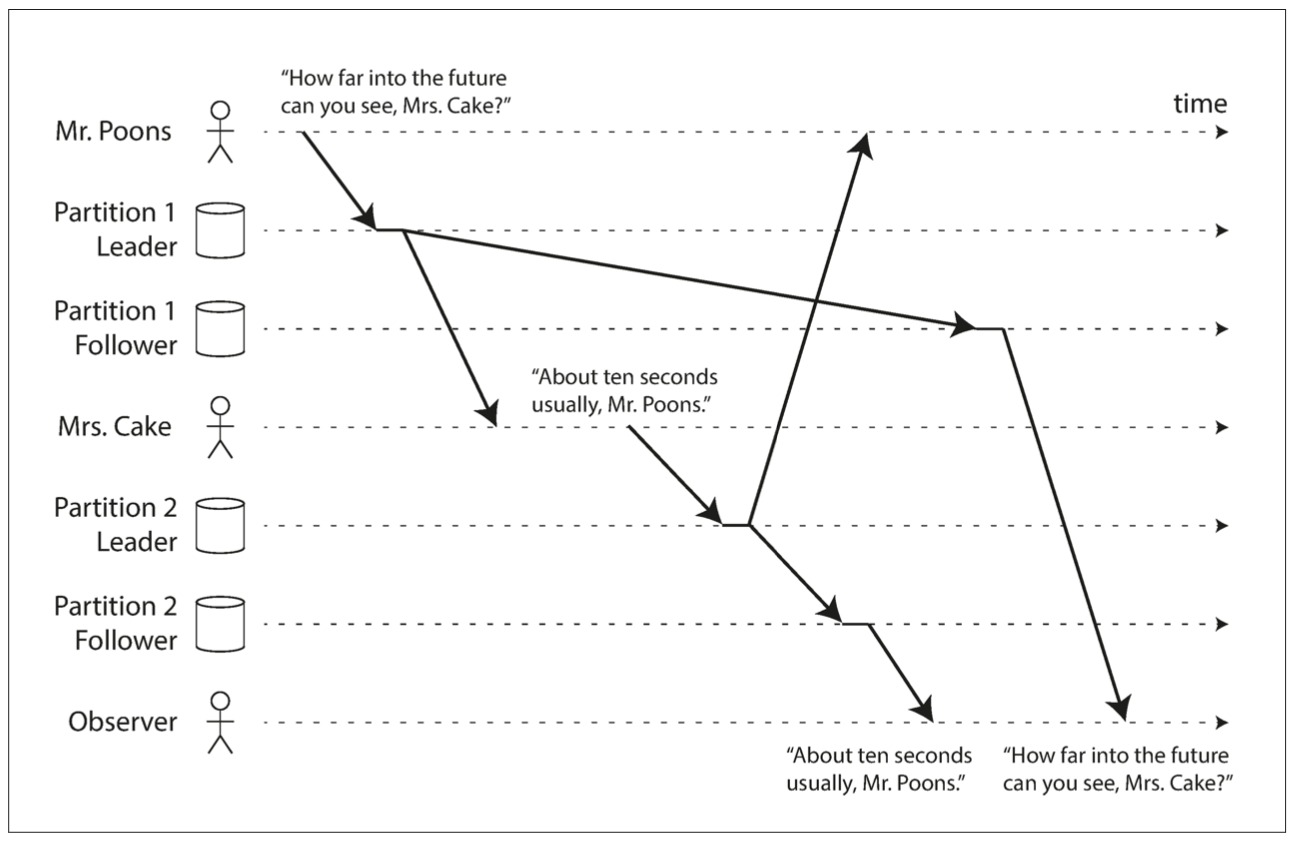 “How far into the future
can you see, Mrs. Cake?”
time
Mr. Poons
Partition 1
Leader
Partition 1
Follower
“About ten seconds
usually, Mr. Poons.”
Mrs. Cake
Partition 2
Leader
Partition 2
Follower
Observer
“About ten seconds
usually, Mr. Poons.”
“How far into the future
can you see, Mrs. Cake?”